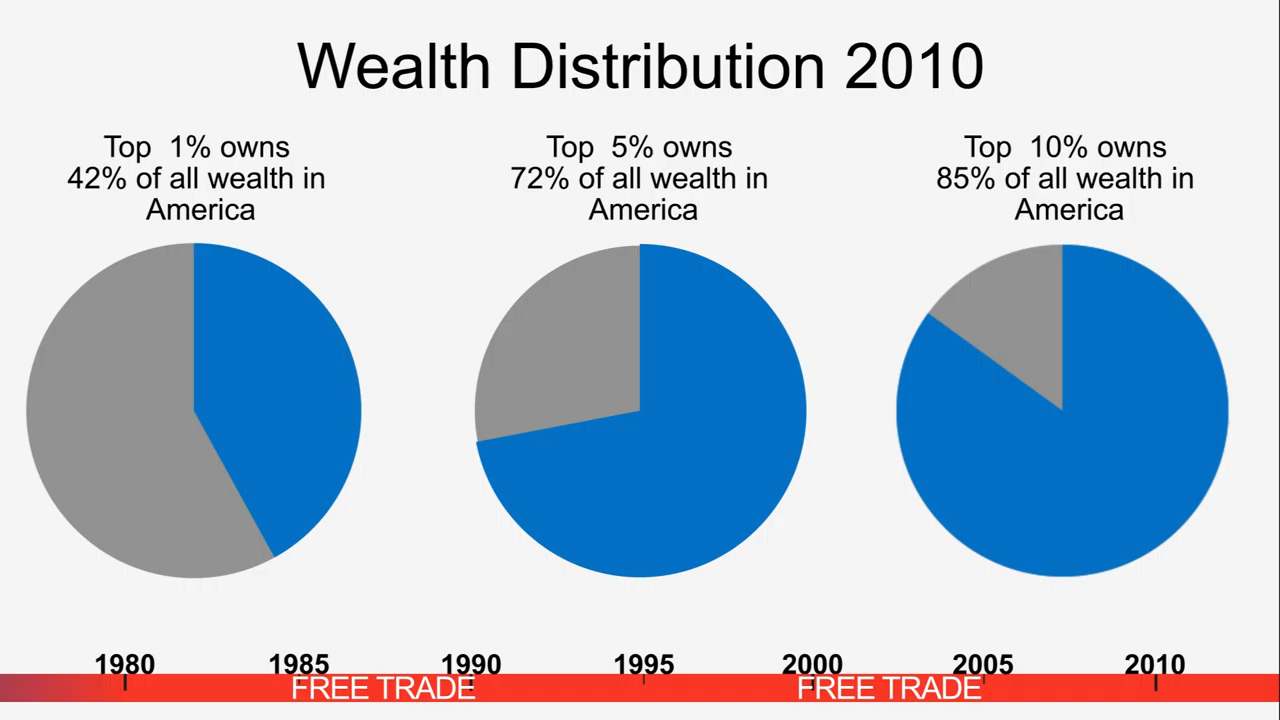 Wealth Distribution 2010
Top 1% owns
42% of all wealth in
America
Top 5% owns
72% of all wealth in
America
Top 10% owns
85% of all wealth in
America
1980 1985 1990 1995 2000 2005 2010
FREE TRADE FREE TRADE